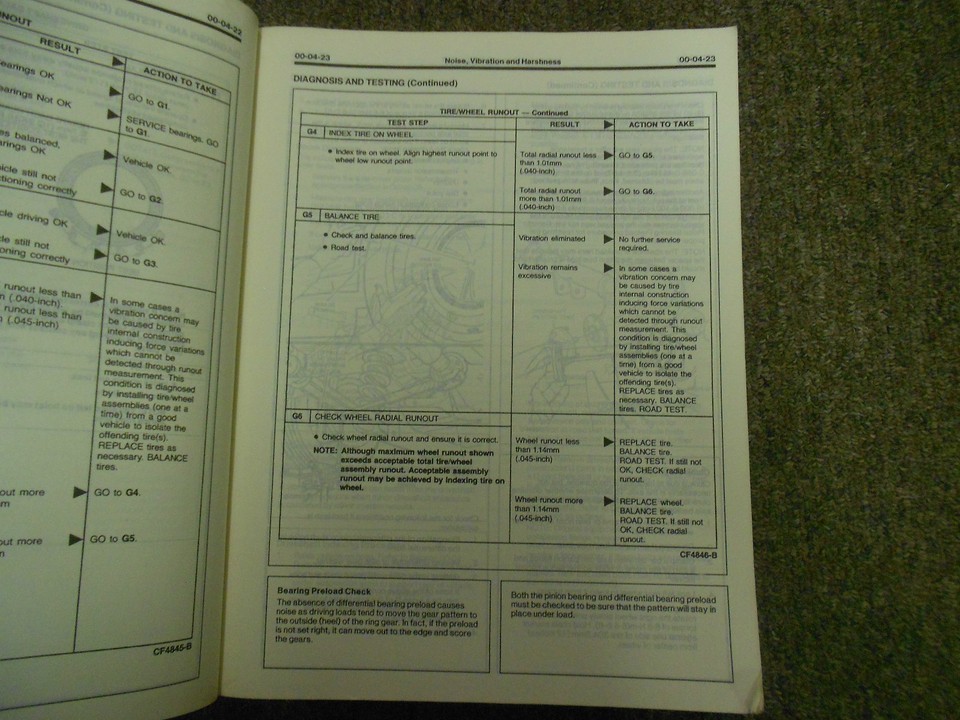 00-04-22
RUNOUT
RESULT
ACTION TO TAKE
earings OK
GO to G1.
earings Not OK
SERVICE bearings. GO
to G1.
es balanced,
arings OK
Vehicle OK.
cle still not
tioning correctly
GO to G2.
cle driving OK
Vehicle OK.
cle still not
oning correctly
GO to G3.
runout less than
n (.040-inch).
runout less than
(.045-inch)
In some cases a
vibration concern may
be caused by tire
internal construction
inducing force variations
which cannot be
detected through runout
measurement. This
condition is diagnosed
by installing tire/wheel
assemblies (one at a
time) from a good
vehicle to isolate the
offending tire(s).
REPLACE tires as
necessary. BALANCE
tires.
out more
m
GO to G4.
out more
GO to G5.
CF4845-B
00-04-23
Noise, Vibration and Harshness
00-04-23
DIAGNOSIS AND TESTING (Continued)
TIRE/WHEEL RUNOUT — Continued
TEST STEP
RESULT
ACTION TO TAKE
G4
INDEX TIRE ON WHEEL
• Index tire on wheel. Align highest runout point to
wheel low runout point.
Total radial runout less
than 1.01mm
(.040-inch)
GO to G5.
Total radial runout
more than 1.01mm
(.040-inch)
GO to G6.
G5
BALANCE TIRE
• Check and balance tires.
• Road test.
Vibration eliminated
No further service
required.
Vibration remains
excessive
In some cases a
vibration concern may
be caused by tire
internal construction
inducing force variations
which cannot be
detected through runout
measurement. This
condition is diagnosed
by installing tire/wheel
assemblies (one at a
time) from a good
vehicle to isolate the
offending tire(s).
REPLACE tires as
necessary. BALANCE
tires. ROAD TEST.
G6
CHECK WHEEL RADIAL RUNOUT
• Check wheel radial runout and ensure it is correct.
NOTE: Although maximum wheel runout shown
exceeds acceptable total tire/wheel
assembly runout. Acceptable assembly
runout may be achieved by indexing tire on
wheel.
Wheel runout less
than 1.14mm
(.045-inch)
REPLACE tire.
BALANCE tire.
ROAD TEST. If still not
OK, CHECK radial
runout.
Wheel runout more
than 1.14mm
(.045-inch)
REPLACE wheel.
BALANCE tire.
ROAD TEST. If still not
OK, CHECK radial
runout.
CF4846-B
Bearing Preload Check
The absence of differential bearing preload causes
noise as driving loads tend to move the gear pattern to
the outside (heel) of the ring gear. In fact, if the preload
is not set right, it can move out to the edge and score
the gears.
Both the pinion bearing and differential bearing preload
must be checked to be sure that the pattern will stay in
place under load.